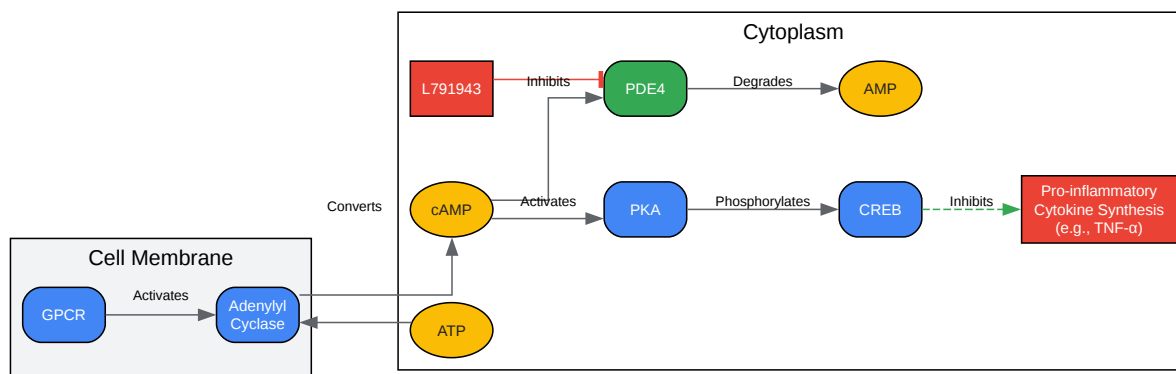 Cytoplasm
L791943
Inhibits
PDE4
Degrades
AMP
Converts
cAMP
Activates
PKA
Phosphorylates
CREB
Inhibits
Pro-inflammatory
Cytokine Synthesis
(e.g., TNF-α)
Cell Membrane
GPCR
Activates
Adenylyl
Cyclase
ATP